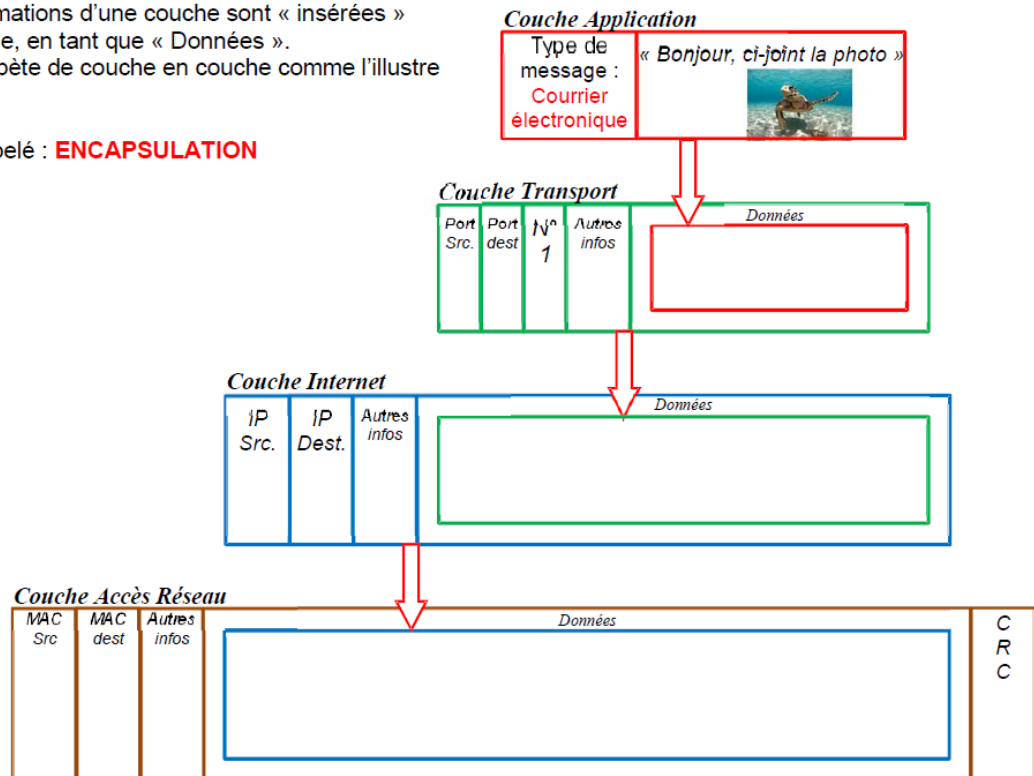 mations d'une couche sont « insérées »
e, en tant que « Données ».
pète de couche en couche comme l'illustre
pelé : ENCAPSULATION
Couche Application
Type de
message :
Courrier
électronique
« Bonjour, ci-joint la photo »
Couche Transport
Port
Src.
Port
dest
N°
1
Autres
infos
Données
Couche Internet
IP
Src.
IP
Dest.
Autres
infos
Données
Couche Accès Réseau
MAC
Src
MAC
dest
Autres
infos
Données
C
R
C